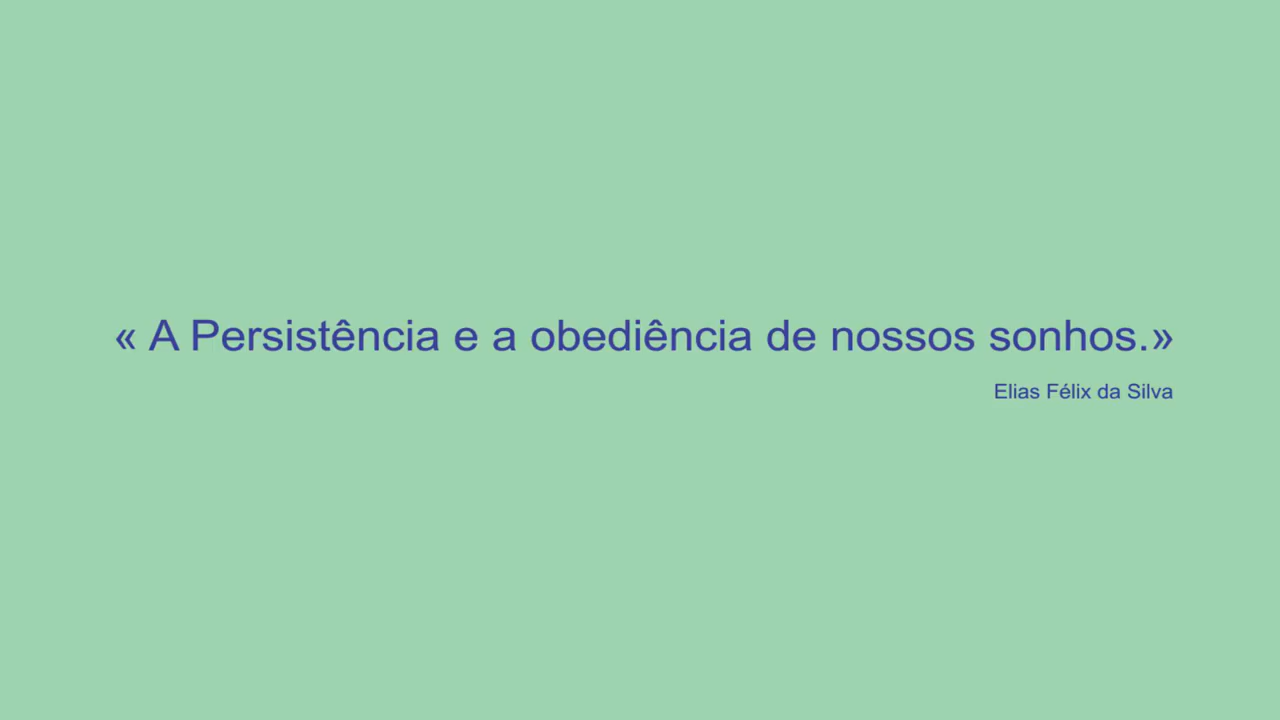 « A Persistência e a obediência de nossos sonhos.»
Elias Félix da Silva